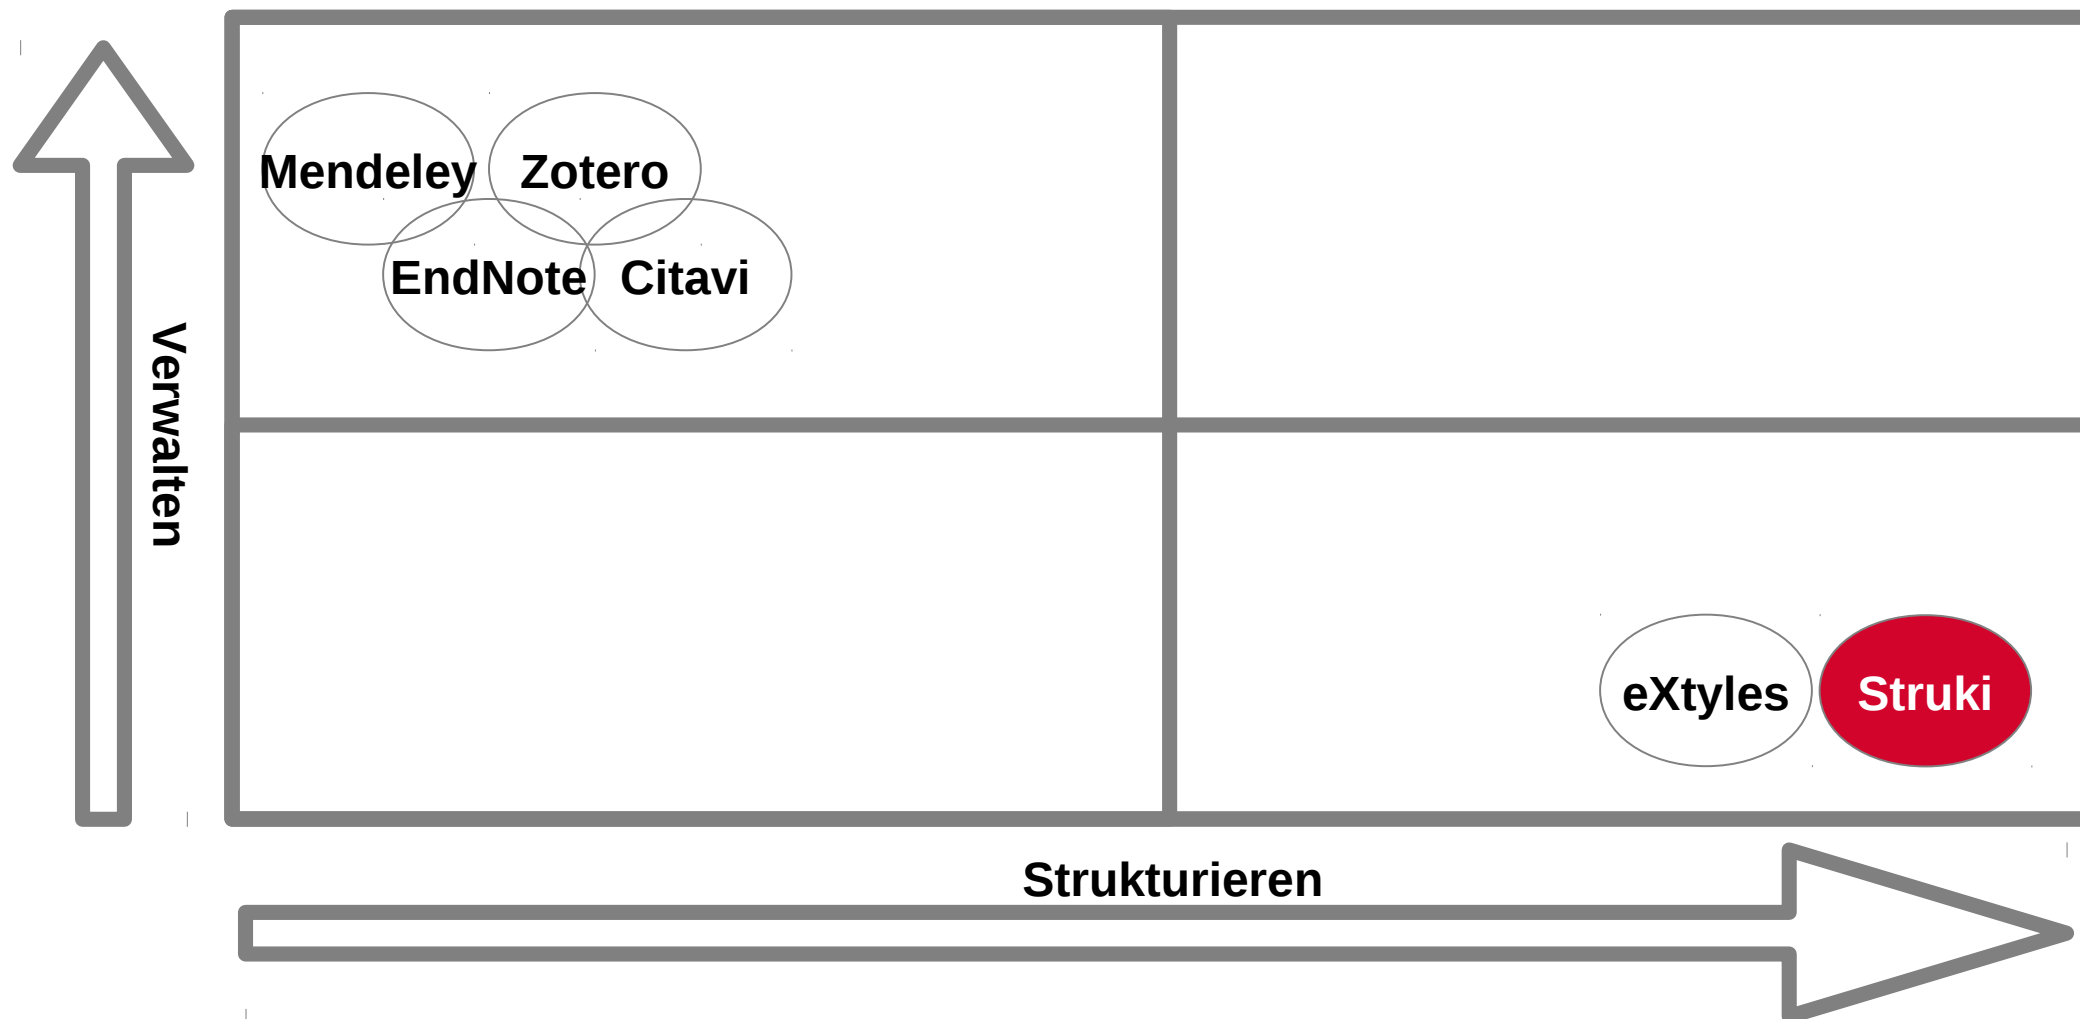 Mendeley
Zotero
EndNote
Citavi
Verwalten
eXtyles
Struki
Strukturieren